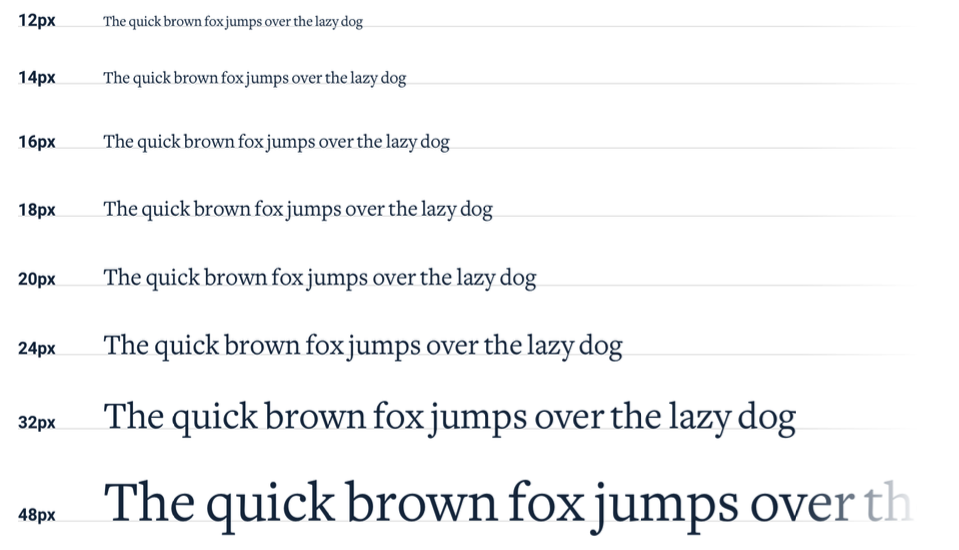 12px The quick brown fox jumps over the lazy dog
14px The quick brown fox jumps over the lazy dog
16px The quick brown fox jumps over the lazy dog
18px The quick brown fox jumps over the lazy dog
20px The quick brown fox jumps over the lazy dog
24px The quick brown fox jumps over the lazy dog
32px The quick brown fox jumps over the lazy dog
48px The quick brown fox jumps over th